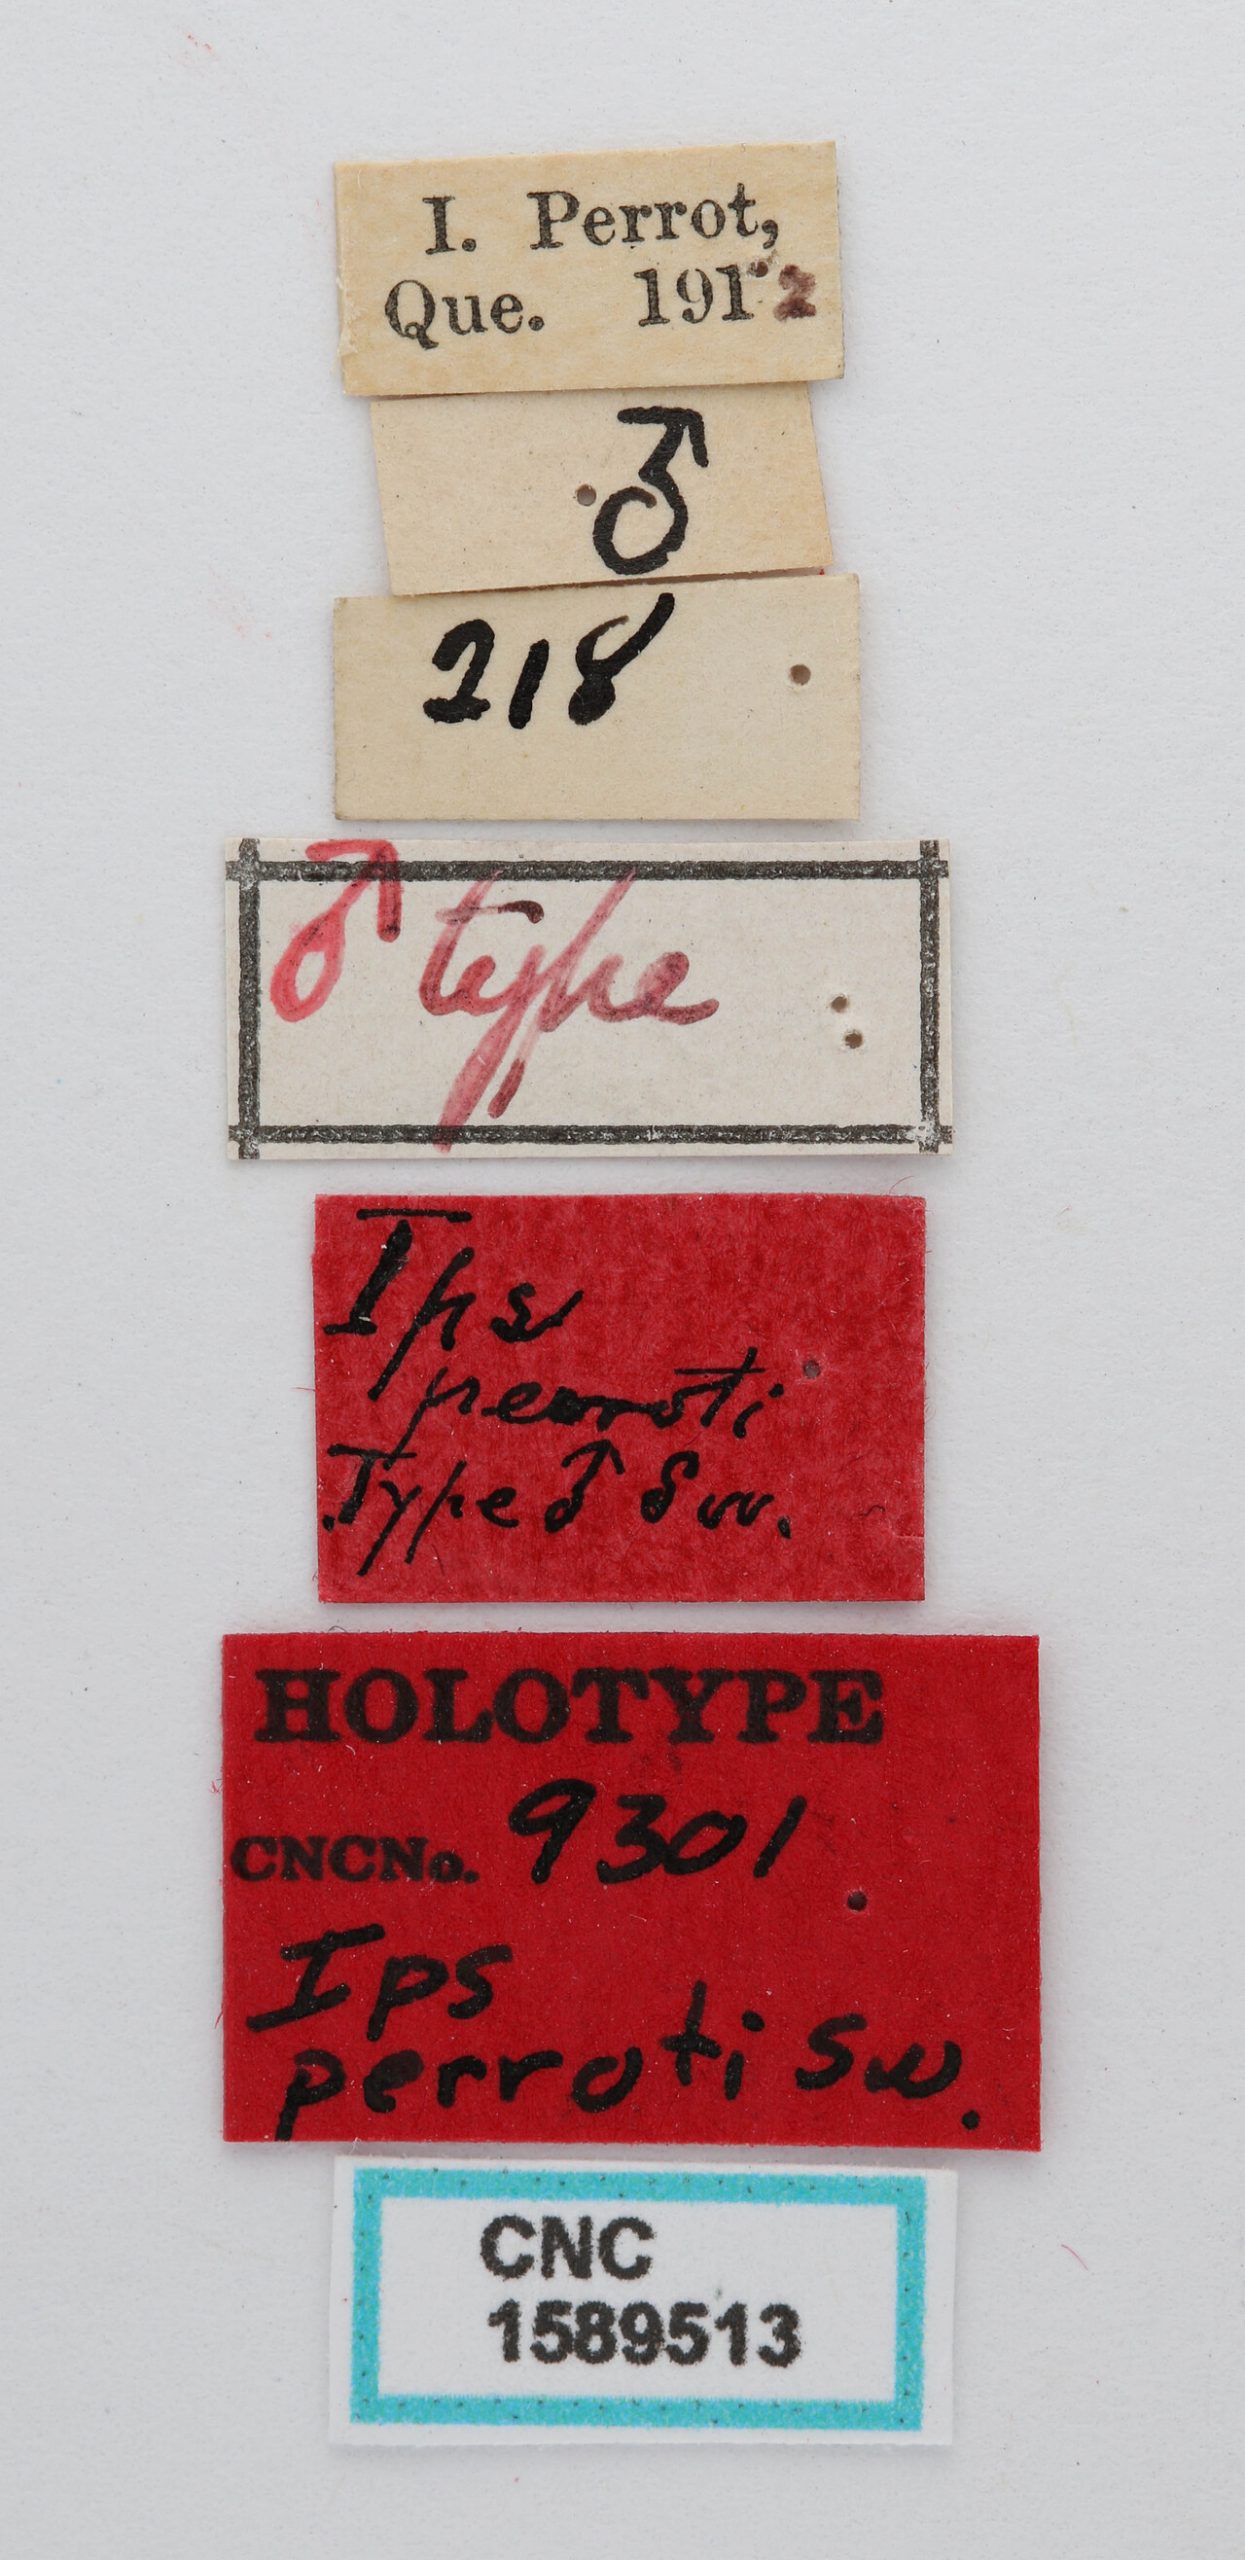 I. Perrot,
Que. 1912
♂
218
♂ type
Ips
perroti
Type ♂ Sw.
HOLOTYPE
CNCNo. 9301
Ips
perroti Sw.
CNC
1589513